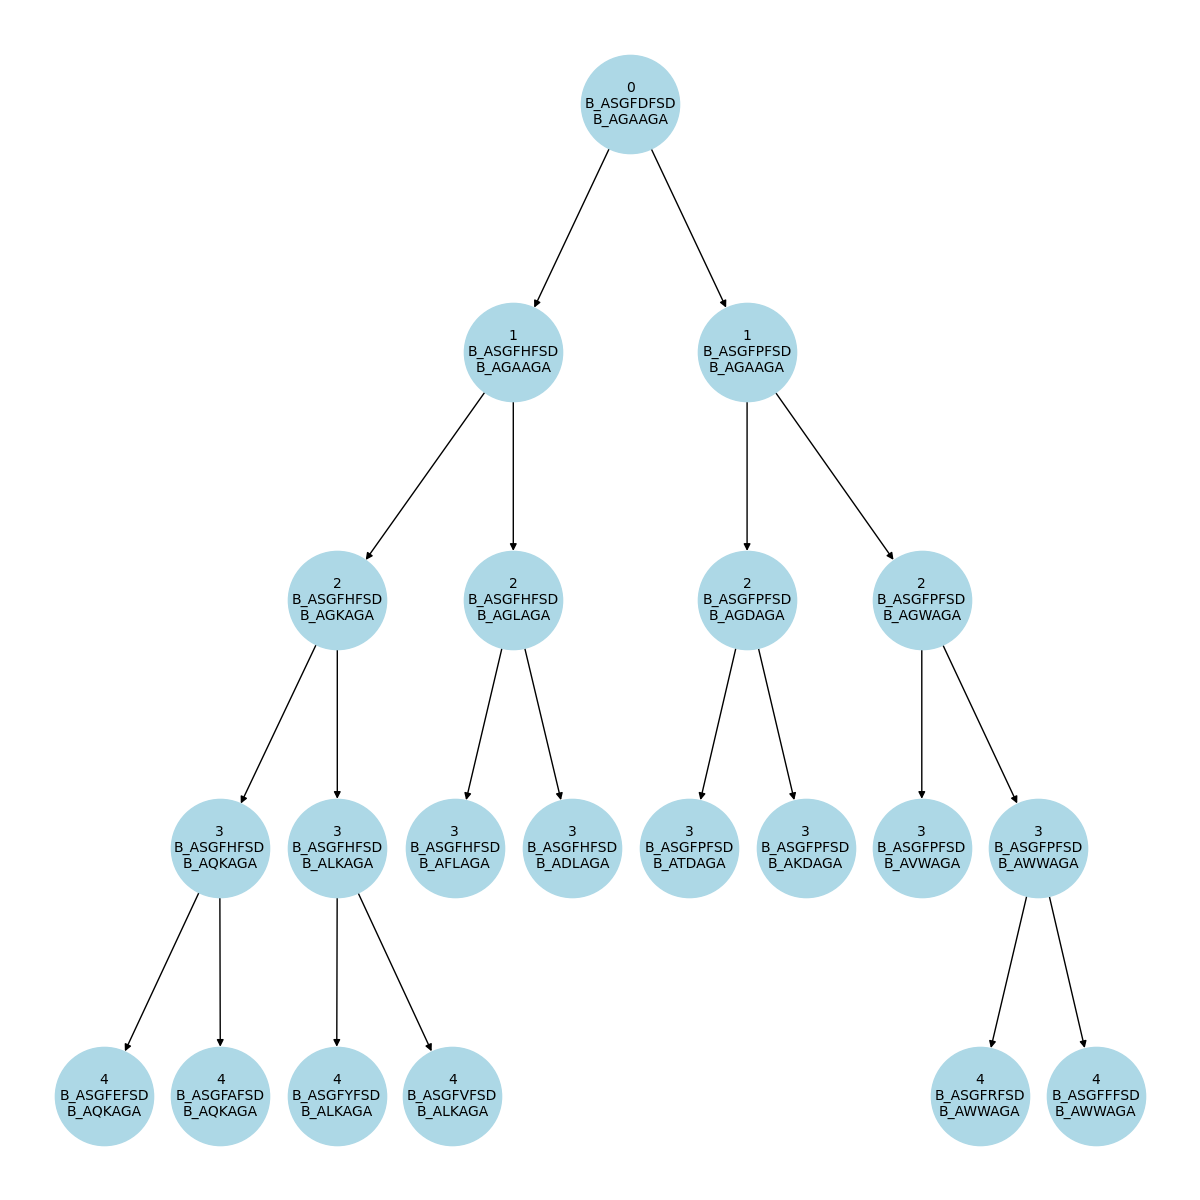 0
B_ASGFDFSD
B_AGAAGA
1
B_ASGFHFSD
B_AGAAGA
1
B_ASGFPFSD
B_AGAAGA
2
B_ASGFHFSD
B_AGKAGA
2
B_ASGFHFSD
B_AGLAGA
2
B_ASGFPFSD
B_AGDAGA
2
B_ASGFPFSD
B_AGWAGA
3
B_ASGFHFSD
B_AQKAGA
3
B_ASGFHFSD
B_ALKAGA
3
B_ASGFHFSD
B_AFLAGA
3
B_ASGFHFSD
B_ADLAGA
3
B_ASGFPFSD
B_ATDAGA
3
B_ASGFPFSD
B_AKDAGA
3
B_ASGFPFSD
B_AVWAGA
3
B_ASGFPFSD
B_AWWAGA
4
B_ASGFEFSD
B_AQKAGA
4
B_ASGFAFSD
B_AQKAGA
4
B_ASGFYFSD
B_ALKAGA
4
B_ASGFVFSD
B_ALKAGA
4
B_ASGFRFSD
B_AWWAGA
4
B_ASGFFFSD
B_AWWAGA